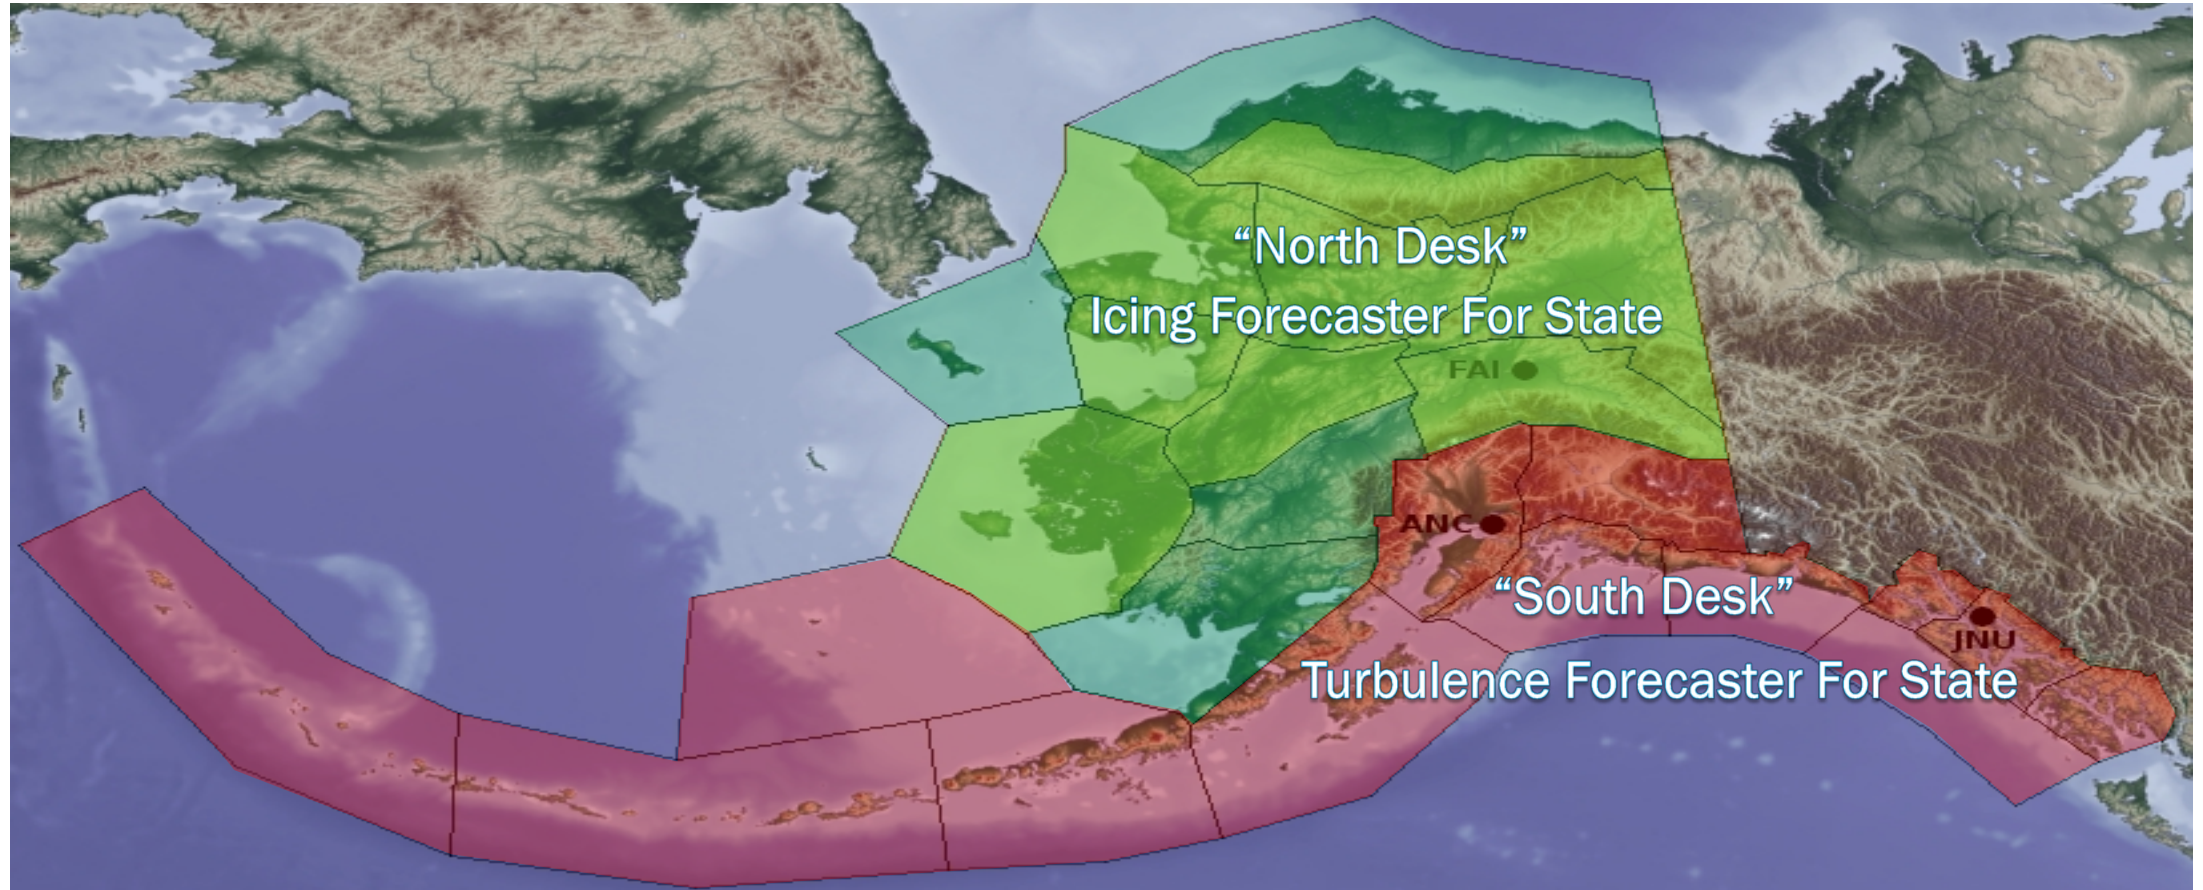 “North Desk”
Icing Forecaster For State
FAI
ANC
“South Desk”
JNU
Turbulence Forecaster For State